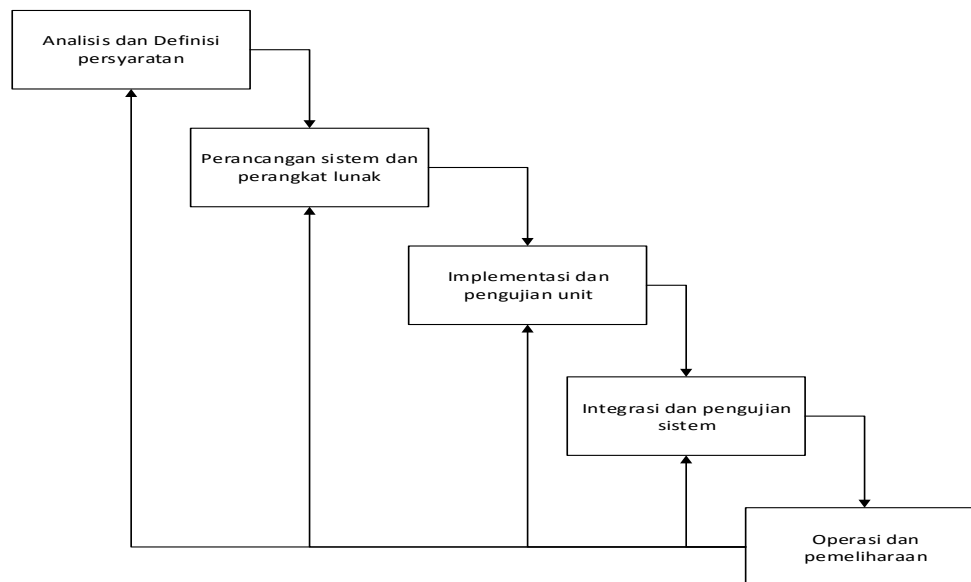 Analisis dan Definisi
persyaratan
Perancangan sistem dan
perangkat lunak
Implementasi dan
pengujian unit
Integrasi dan pengujian
sistem
Operasi dan
pemeliharaan